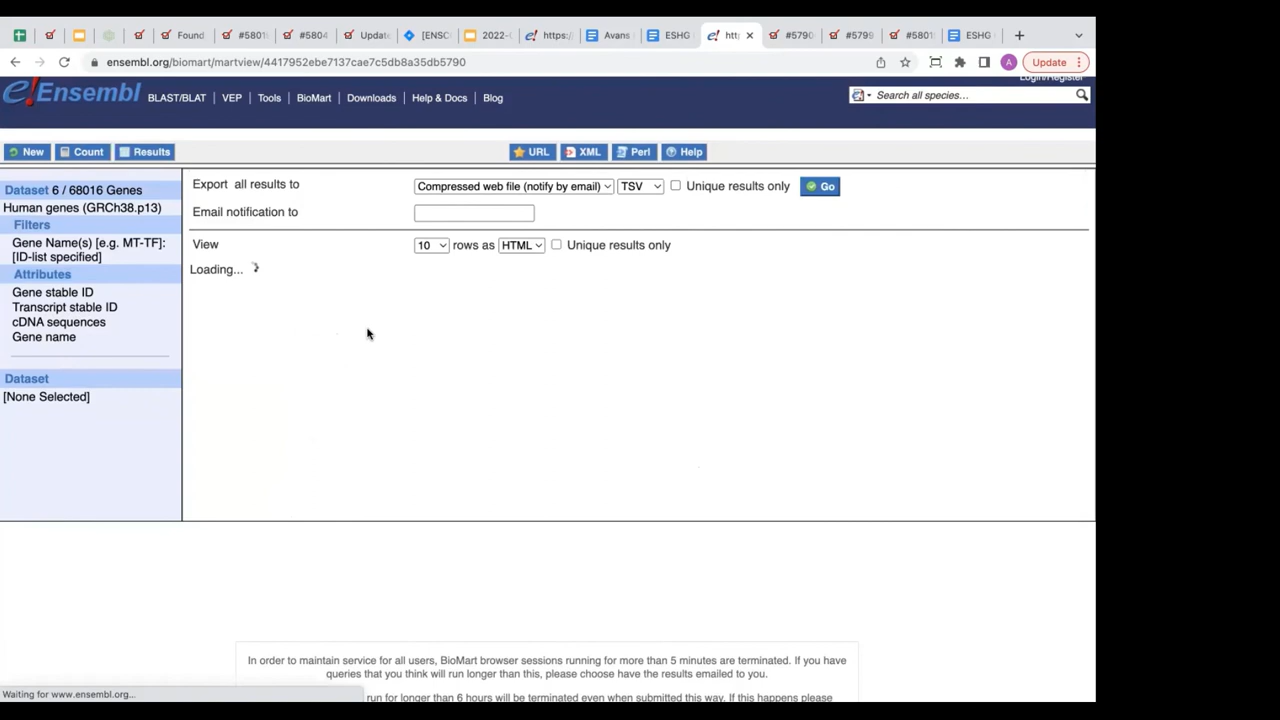 Found #5801 #5804 Update [ENSC 2022- https: Avans ESHG htt #5790 #5799 #5801 ESHG
ensembl.org/biomart/martview/4417952ebe7137cae7c5db8a35db5790 A Update
Login/Register
e!Ensembl BLAST/BLAT | VEP | Tools | BioMart | Downloads | Help & Docs | Blog Search all species...
New Count Results URL XML Perl Help
Dataset 6 / 68016 Genes
Human genes (GRCh38.p13)
Filters
Gene Name(s) [e.g. MT-TF]:
[ID-list specified]
Attributes
Gene stable ID
Transcript stable ID
cDNA sequences
Gene name
Dataset
[None Selected]
Export all results to Compressed web file (notify by email) TSV Unique results only Go
Email notification to
View 10 rows as HTML Unique results only
Loading...
In order to maintain service for all users, BioMart browser sessions running for more than 5 minutes are terminated. If you have
queries that you think will run longer than this, please choose have the results emailed to you.
run for longer than 6 hours will be terminated even when submitted this way. If this happens please
Waiting for www.ensembl.org...